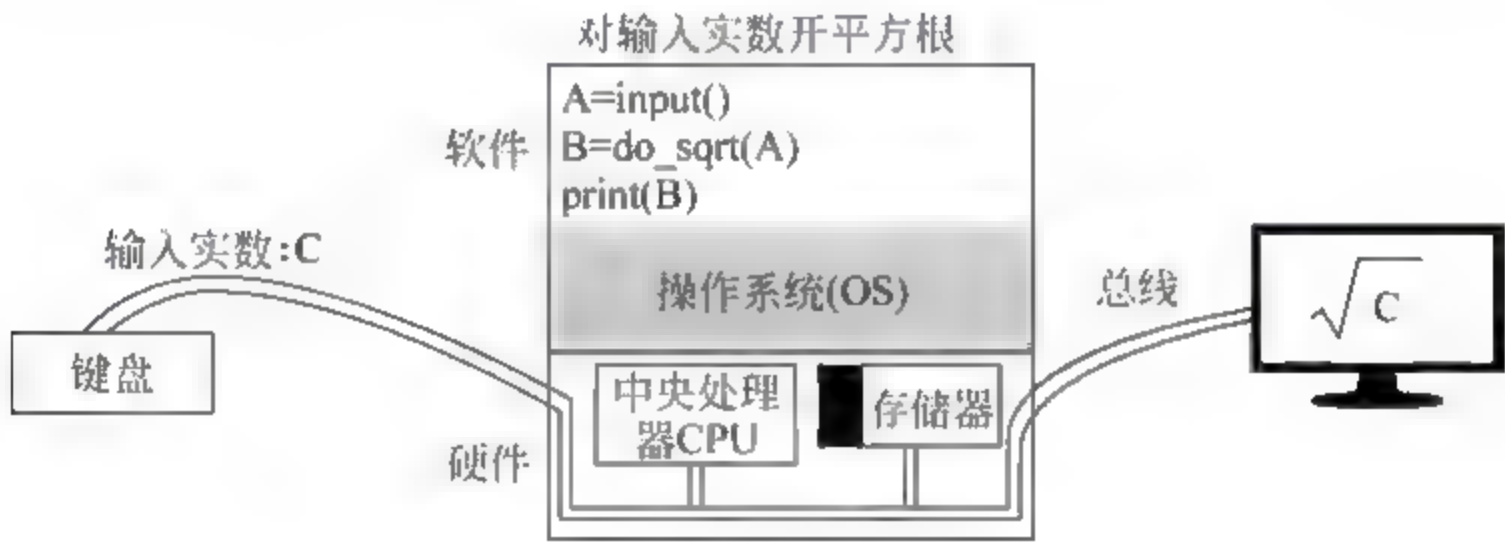 对输入实数开平方根
A=input()
软件
B=do_sqrt(A)
print(B)
输入实数:C
操作系统(OS)
总线
√C
键盘
中央处理
器CPU
存储器
硬件